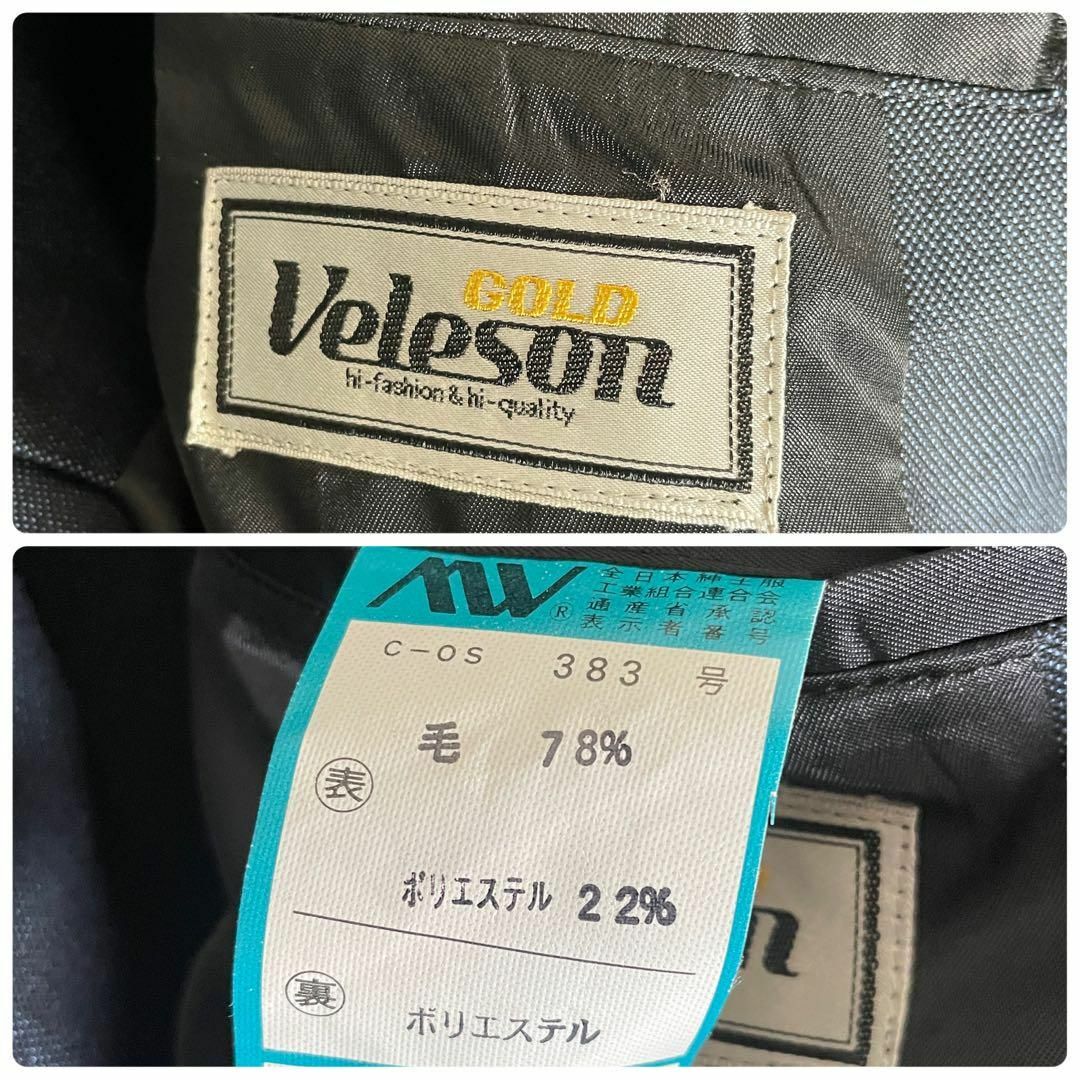 GOLD
Veleson
hi-fashion & hi-quality
MW®
全日本紳士服
工業組合連合会
通産省承認
表示者番号
C-OS 383 号
毛 78%
表
ポリエステル 22%
裏
ポリエステル
on